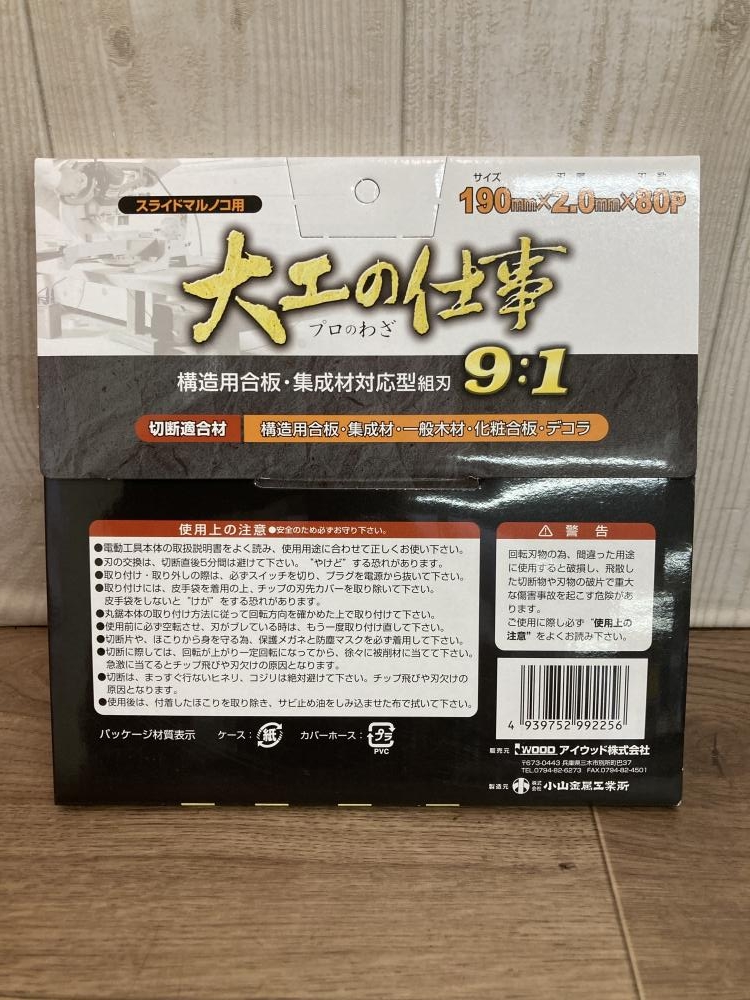 スライドマルノコ用
サイズ
190mm×2.0mm×80P
大工の仕事
プロのわざ
構造用合板・集成材対応型組刃 9:1
切断適合材 構造用合板・集成材・一般木材・化粧合板・デコラ
使用上の注意 ●安全のため必ずお守り下さい。
●電動工具本体の取扱説明書をよく読み、使用用途に合わせて正しくお使い下さい。
●刃の交換は、切断直後5分間は避けて下さい。 "やけど"する恐れがあります。
●取り付け・取り外しの際は、必ずスイッチを切り、プラグを電源から抜いて下さい。
●取り付けには、皮手袋を着用の上、チップの刃先カバーを取り除いて下さい。
皮手袋をしないと"けが"をする恐れがあります。
●丸鋸本体の取り付け方法に従って回転方向を確かめた上で取り付けて下さい。
●使用前に必ず空転させ、刃がブレている時は、もう一度取り付け直して下さい。
●切断片や、ほこりから身を守る為、保護メガネと防塵マスクを必ず着用して下さい。
●切断に際しては、回転が上がり一定回転になってから、徐々に被削材に当てて下さい。
急激に当てるとチップ飛びや刃欠けの原因となります。
●切断は、まっすぐ行ないヒネリ、コジリは絶対避けて下さい。チップ飛びや刃欠けの
原因となります。
●使用後は、付着したほこりを取り除き、サビ止め油をしみ込ませた布で拭いて下さい。
パッケージ材質表示 ケース: 紙 カバーホース: プラ
PVC
警 告
回転刃物の為、間違った用途
に使用すると破損し、飛散し
た切断物や刃物の破片で重大
な傷害事故を起こす危険があ
ります。
ご使用に際し必ず"使用上の
注意"をよくお読み下さい。
4 939752 992256
販売元 iWOOD アイウッド株式会社
〒673-0443 兵庫県三木市別所町巴37
TEL.0794-82-6273 FAX.0794-82-4501
製造元 株式会社 小山金属工業所